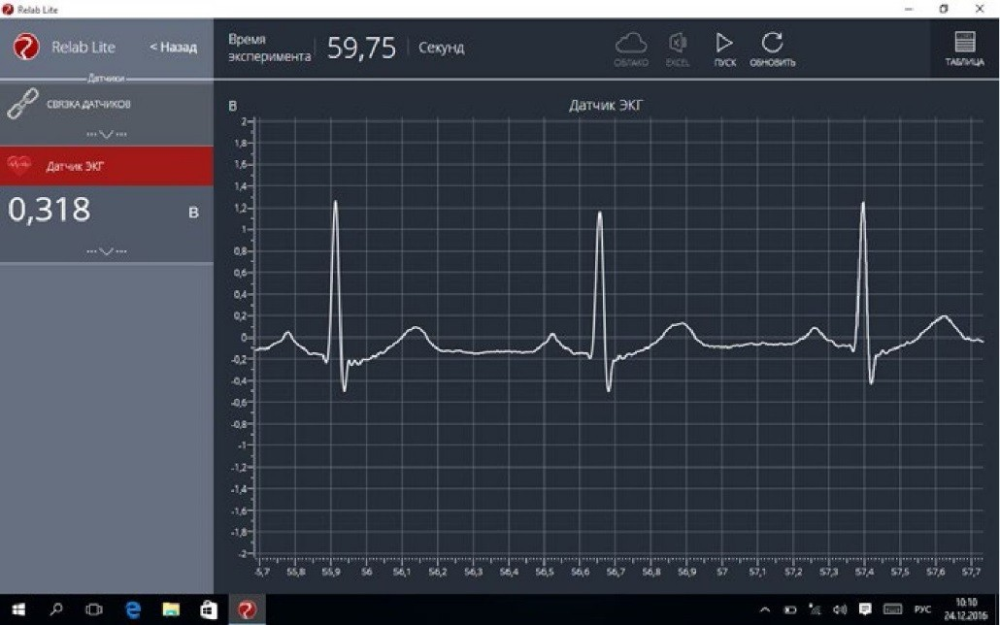 Relab Lite
Relab Lite
< Назад
Время
эксперимента
59,75
Секунд
ОБЛАКО
EXCEL
ПУСК
ОБНОВИТЬ
ТАБЛИЦА
Датчики
СВЯЗКА ДАТЧИКОВ
Датчик ЭКГ
0,318
В
В
Датчик ЭКГ
2
1,8
1,6
1,4
1,2
1
0,8
0,6
0,4
0,2
0
-0,2
-0,4
-0,6
-0,8
-1
-1,2
-1,4
-1,6
-1,8
-2
5,7 55,8 55,9 56 56,1 56,2 56,3 56,4 56,5 56,6 56,7 56,8 56,9 57 57,1 57,2 57,3 57,4 57,5 57,6 57,7
РУС
10:10
24.12.2016